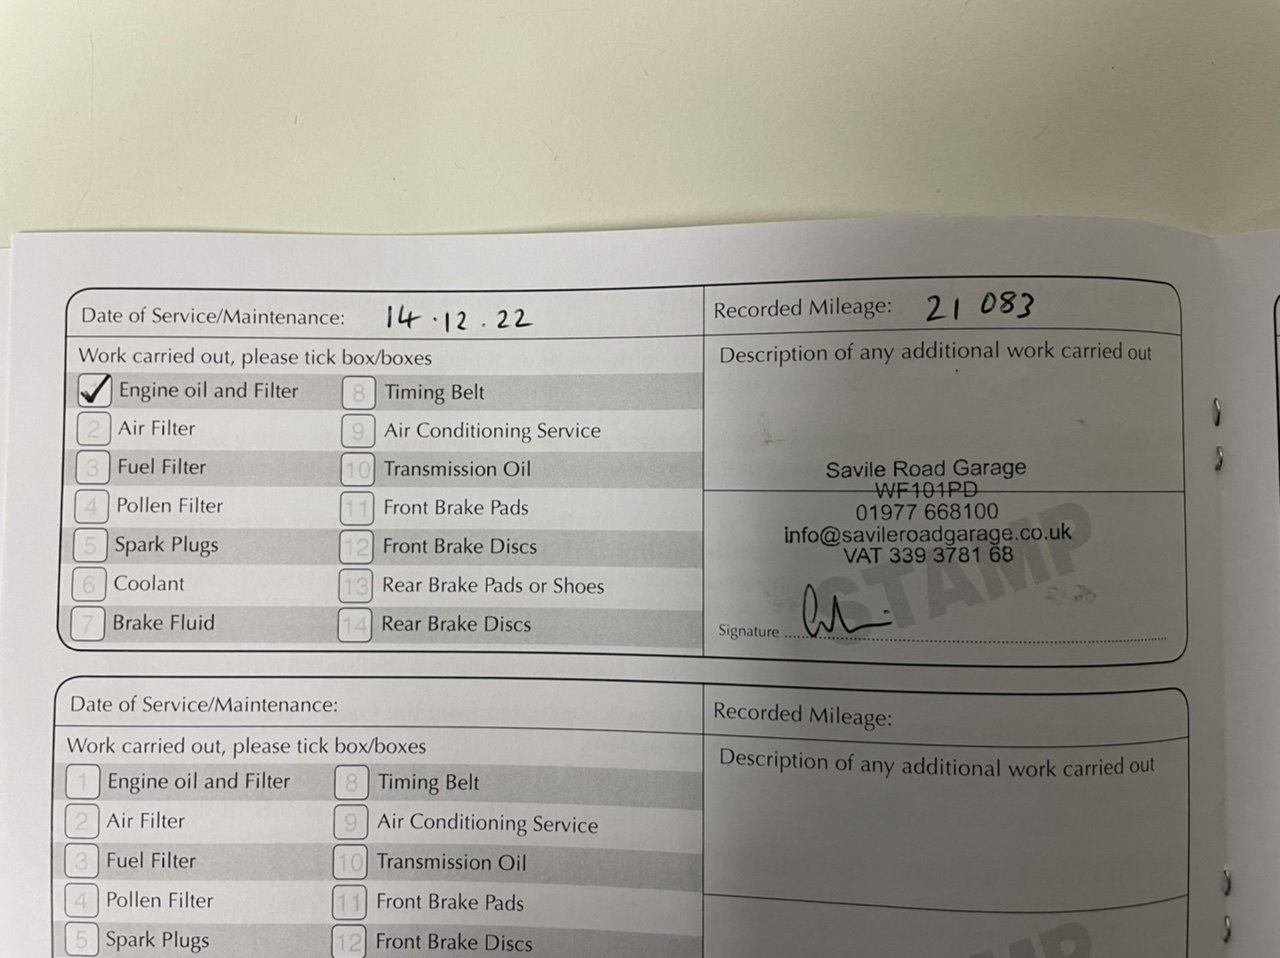 Date of Service/Maintenance: 14.12.22
Recorded Mileage: 21 083
Work carried out, please tick box/boxes
Description of any additional work carried out
Engine oil and Filter
8 Timing Belt
2 Air Filter
9 Air Conditioning Service
3 Fuel Filter
10 Transmission Oil
4 Pollen Filter
11 Front Brake Pads
5 Spark Plugs
12 Front Brake Discs
6 Coolant
13 Rear Brake Pads or Shoes
7 Brake Fluid
14 Rear Brake Discs
Savile Road Garage
WF101PD
01977 668100
info@savileroadgarage.co.uk
VAT 339 3781 68
STAMP
Signature
Date of Service/Maintenance:
Recorded Mileage:
Work carried out, please tick box/boxes
Description of any additional work carried out
1 Engine oil and Filter
8 Timing Belt
2 Air Filter
9 Air Conditioning Service
3 Fuel Filter
10 Transmission Oil
4 Pollen Filter
11 Front Brake Pads
5 Spark Plugs
12 Front Brake Discs